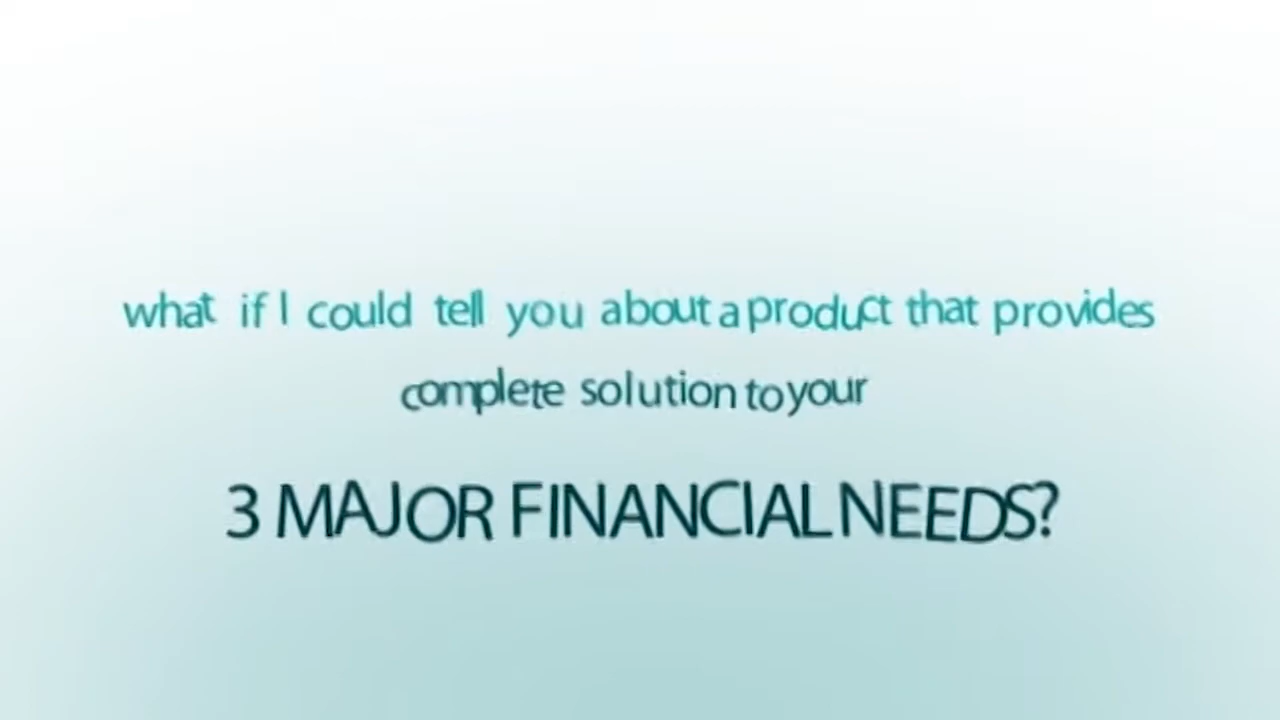 what if I could tell you about a product that provides
complete solution to your
3 MAJOR FINANCIAL NEEDS?